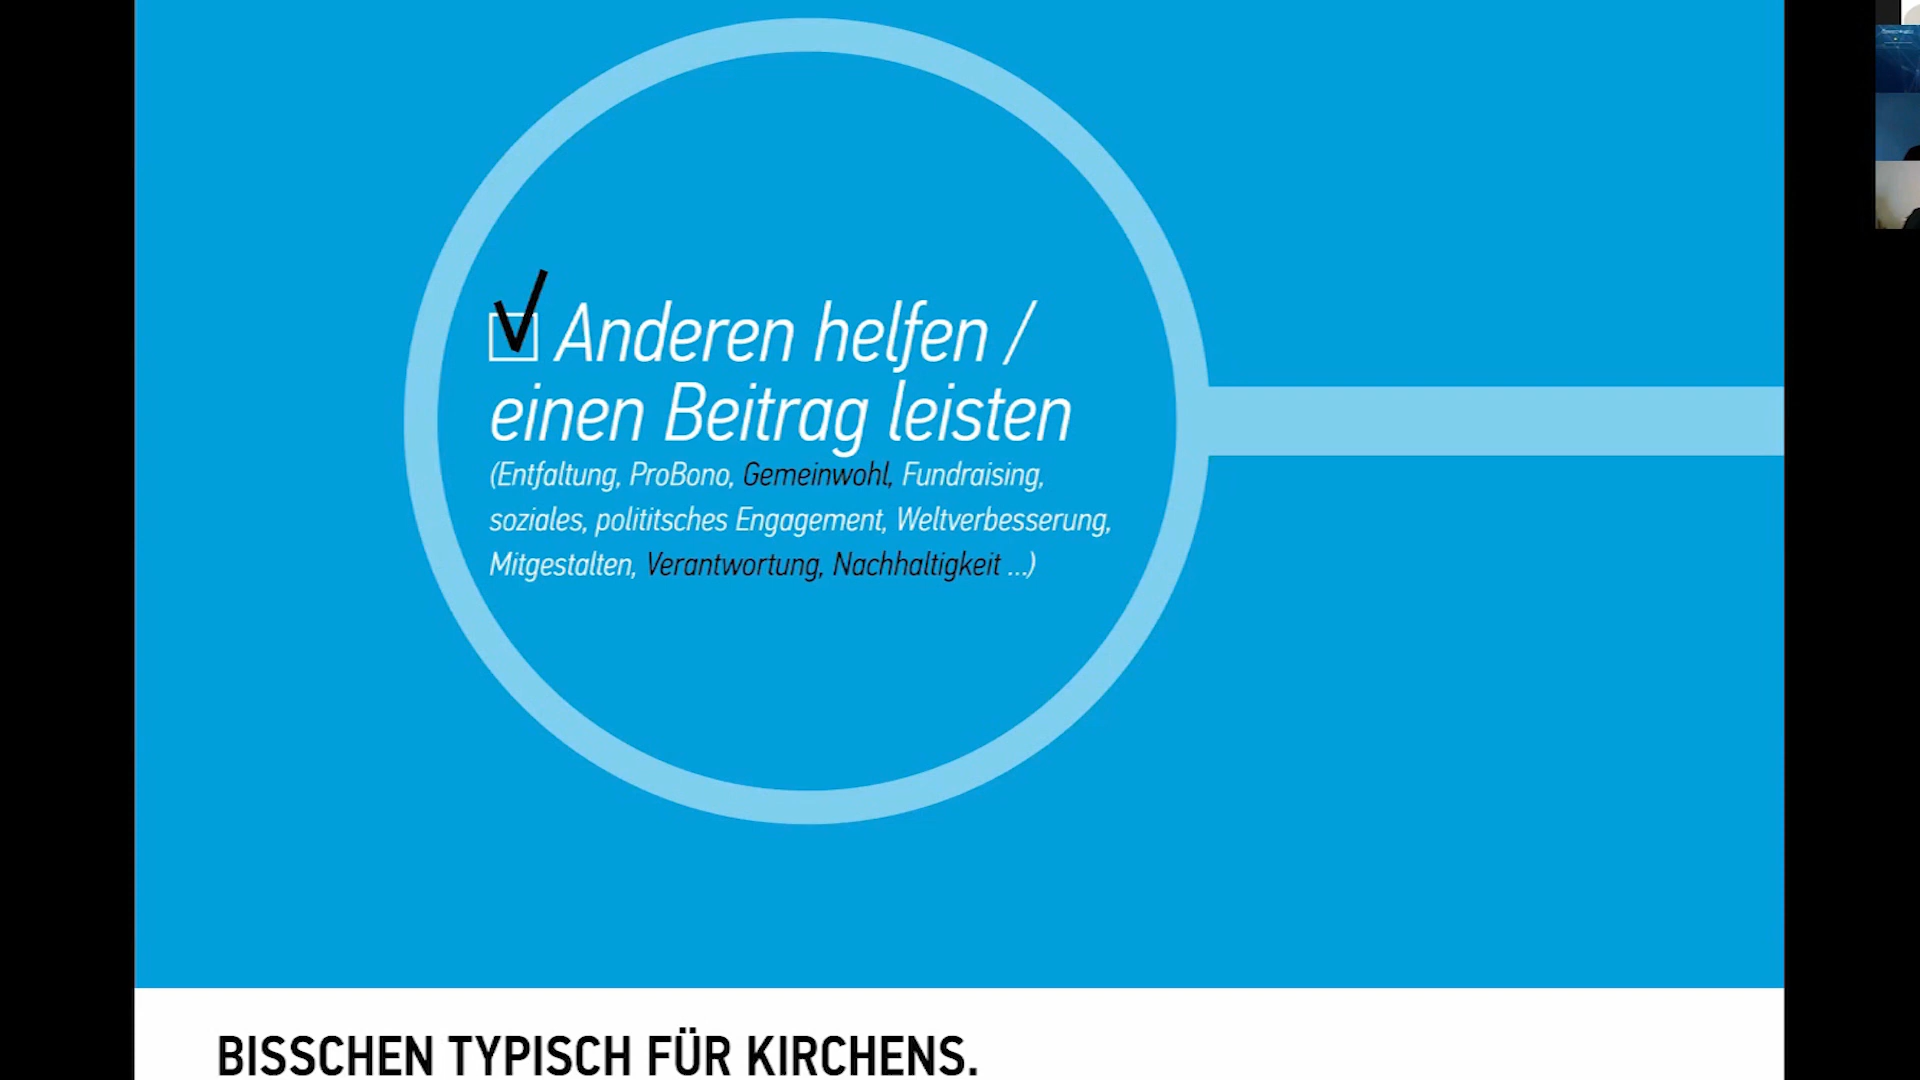 Anderen helfen /
einen Beitrag leisten
(Entfaltung, ProBono, Gemeinwohl, Fundraising,
soziales, polititsches Engagement, Weltverbesserung,
Mitgestalten, Verantwortung, Nachhaltigkeit ...)
BISSCHEN TYPISCH FÜR KIRCHENS.